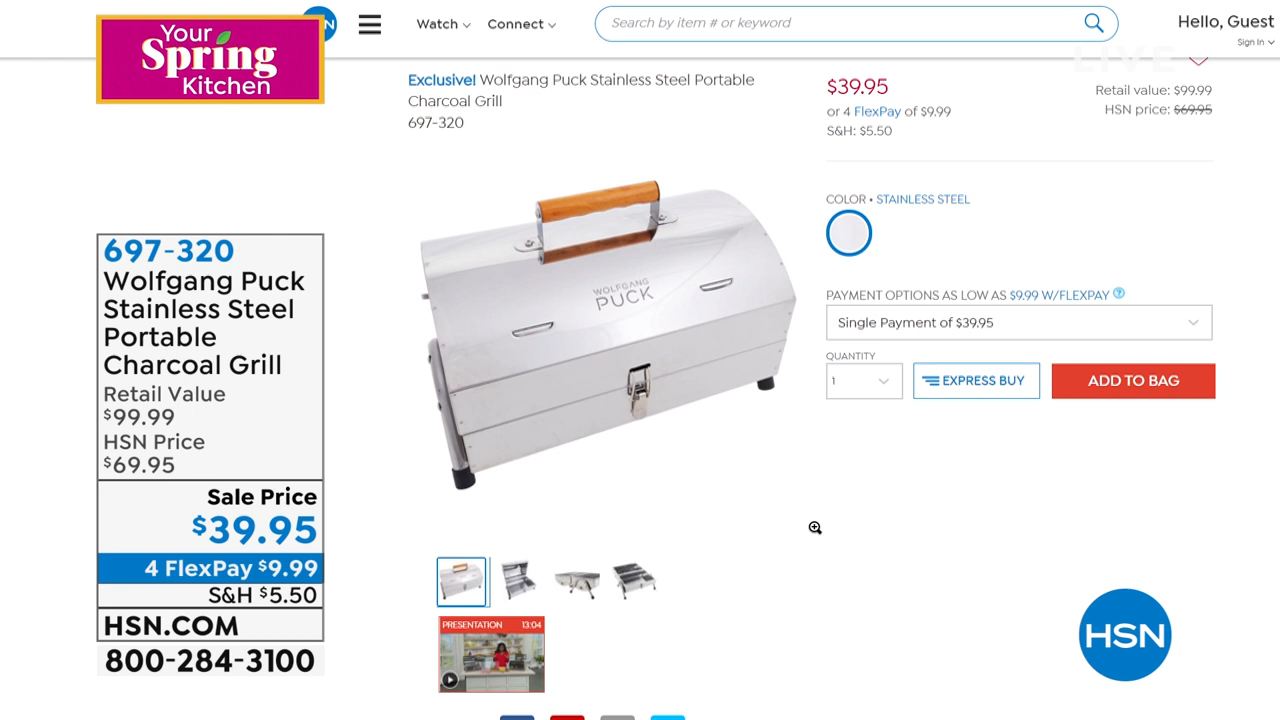 Your
Spring
Kitchen
N
Watch
Connect
Search by item # or keyword
Hello, Guest
Sign In
LIVE
697-320
Wolfgang Puck
Stainless Steel
Portable
Charcoal Grill
Retail Value
$99.99
HSN Price
$69.95
Sale Price
$39.95
4 FlexPay $9.99
S&H $5.50
HSN.COM
800-284-3100
Exclusive! Wolfgang Puck Stainless Steel Portable
Charcoal Grill
697-320
WOLFGANG
PUCK
PRESENTATION 13:04
$39.95
or 4 FlexPay of $9.99
S&H: $5.50
Retail value: $99.99
HSN price: $69.95
COLOR • STAINLESS STEEL
PAYMENT OPTIONS AS LOW AS $9.99 W/FLEXPAY ?
Single Payment of $39.95
QUANTITY
1
EXPRESS BUY
ADD TO BAG
HSN